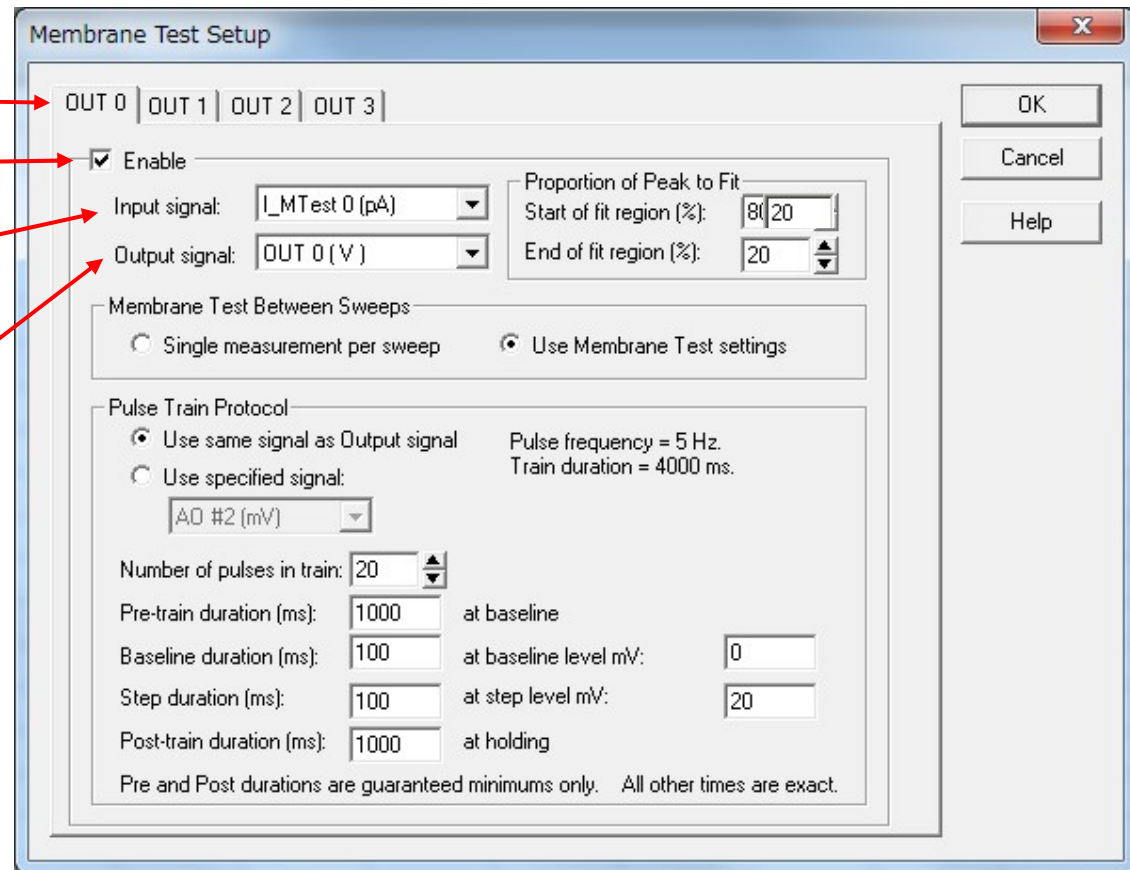 Membrane Test Setup
OUT 0 OUT 1 OUT 2 OUT 3
OK
Cancel
Help
Enable
Input signal: I_MTest 0 (pA)
Output signal: OUT 0 ( V )
Proportion of Peak to Fit
Start of fit region (%): 20
End of fit region (%): 20
Membrane Test Between Sweeps
Single measurement per sweep Use Membrane Test settings
Pulse Train Protocol
Use same signal as Output signal
Use specified signal:
AO #2 (mV)
Pulse frequency = 5 Hz.
Train duration = 4000 ms.
Number of pulses in train: 20
Pre-train duration (ms): 1000 at baseline
Baseline duration (ms): 100 at baseline level mV: 0
Step duration (ms): 100 at step level mV: 20
Post-train duration (ms): 1000 at holding
Pre and Post durations are guaranteed minimums only. All other times are exact.